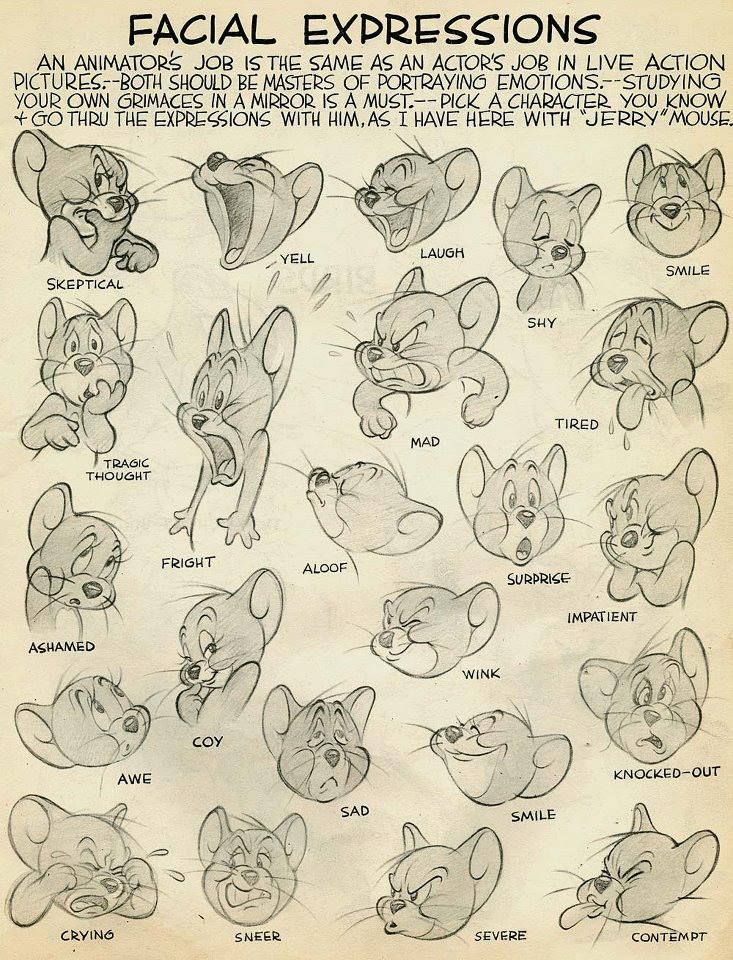 FACIAL EXPRESSIONS
AN ANIMATOR'S JOB IS THE SAME AS AN ACTOR'S JOB IN LIVE ACTION
PICTURES.--BOTH SHOULD BE MASTERS OF PORTRAYING EMOTIONS.--STUDYING
YOUR OWN GRIMACES IN A MIRROR IS A MUST.--PICK A CHARACTER YOU KNOW
+ GO THRU THE EXPRESSIONS WITH HIM, AS I HAVE HERE WITH "JERRY" MOUSE.
SKEPTICAL
YELL
LAUGH
SHY
SMILE
TRAGIC
THOUGHT
FRIGHT
MAD
TIRED
ASHAMED
ALOOF
SURPRISE
IMPATIENT
COY
WINK
AWE
SAD
SMILE
KNOCKED-OUT
CRYING
SNEER
SEVERE
CONTEMPT